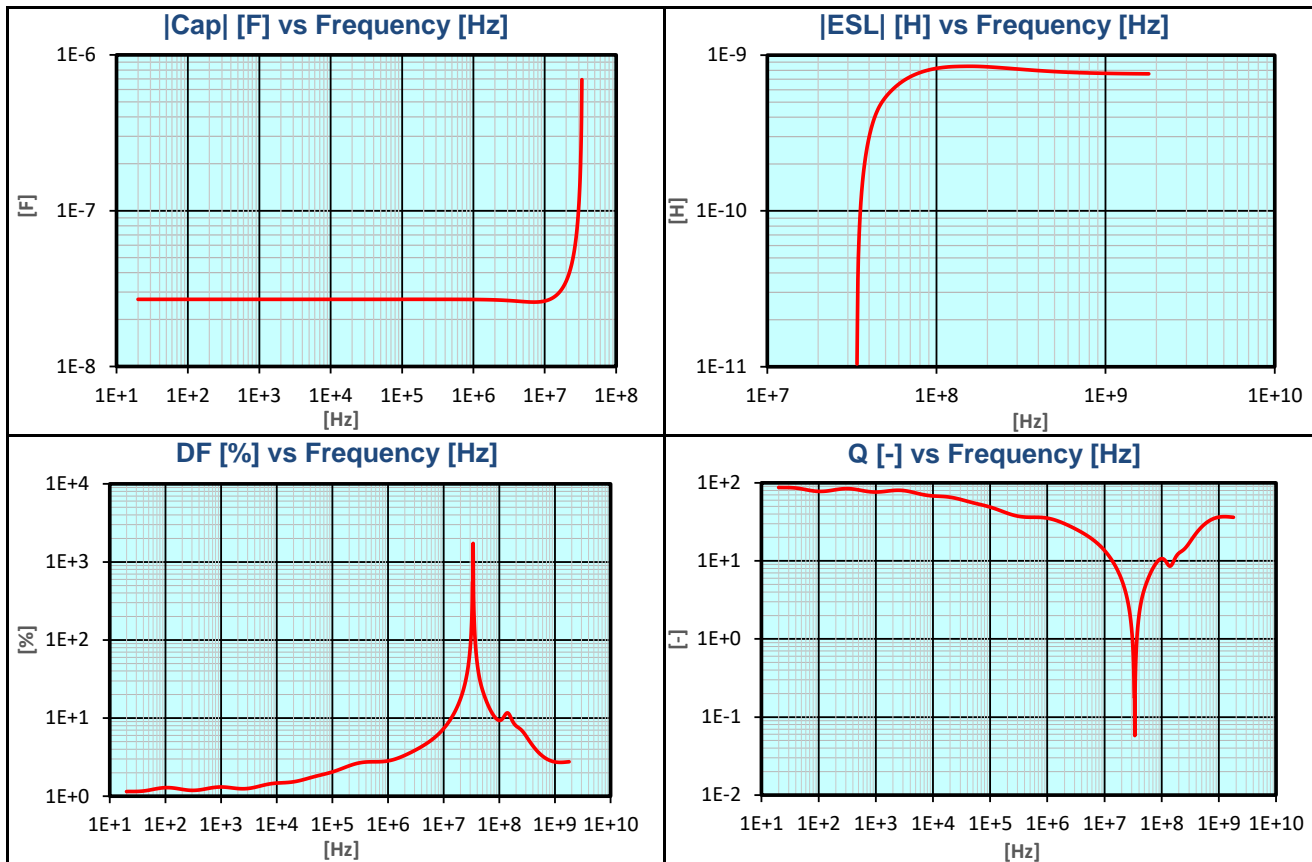 |Cap| [F] vs Frequency [Hz]
1E-6
1E-7
1E-8
[F]
1E+1 1E+2 1E+3 1E+4 1E+5 1E+6 1E+7 1E+8
[Hz]
|ESL| [H] vs Frequency [Hz]
1E-9
1E-10
1E-11
[H]
1E+7 1E+8 1E+9 1E+10
[Hz]
DF [%] vs Frequency [Hz]
1E+4
1E+3
1E+2
1E+1
1E+0
[%]
1E+1 1E+2 1E+3 1E+4 1E+5 1E+6 1E+7 1E+8 1E+9 1E+10
[Hz]
Q [-] vs Frequency [Hz]
1E+2
1E+1
1E+0
1E-1
1E-2
[-]
1E+1 1E+2 1E+3 1E+4 1E+5 1E+6 1E+7 1E+8 1E+9 1E+10
[Hz]